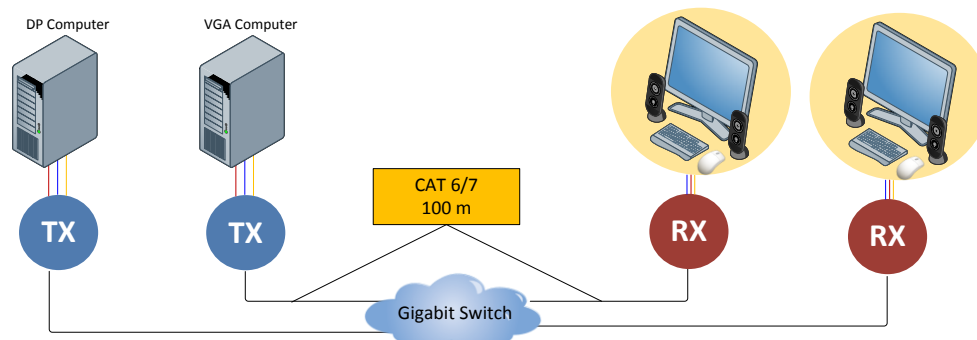 DP Computer
VGA Computer
CAT 6/7
100 m
TX
TX
RX
RX
Gigabit Switch